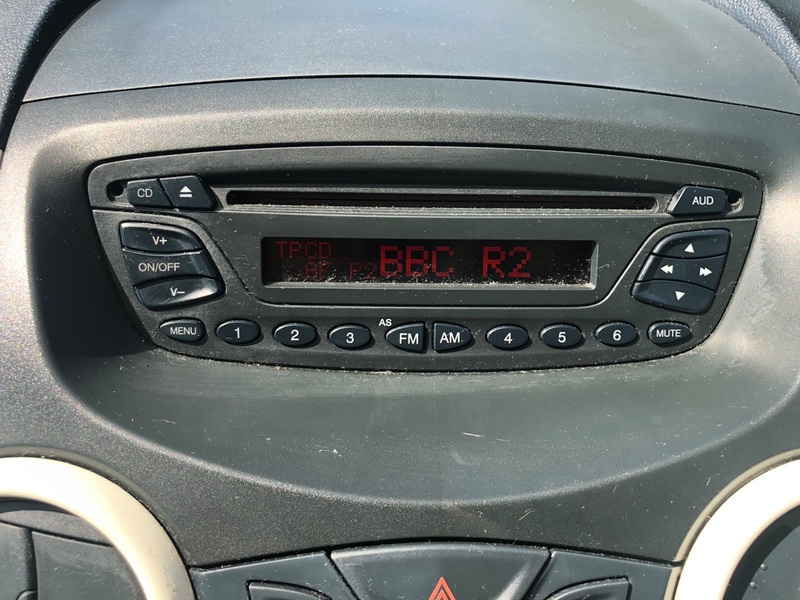 CD
AUD
V+
ON/OFF
V–
TPCD
BBC R2
MENU
1
2
3
AS
FM
AM
4
5
6
MUTE